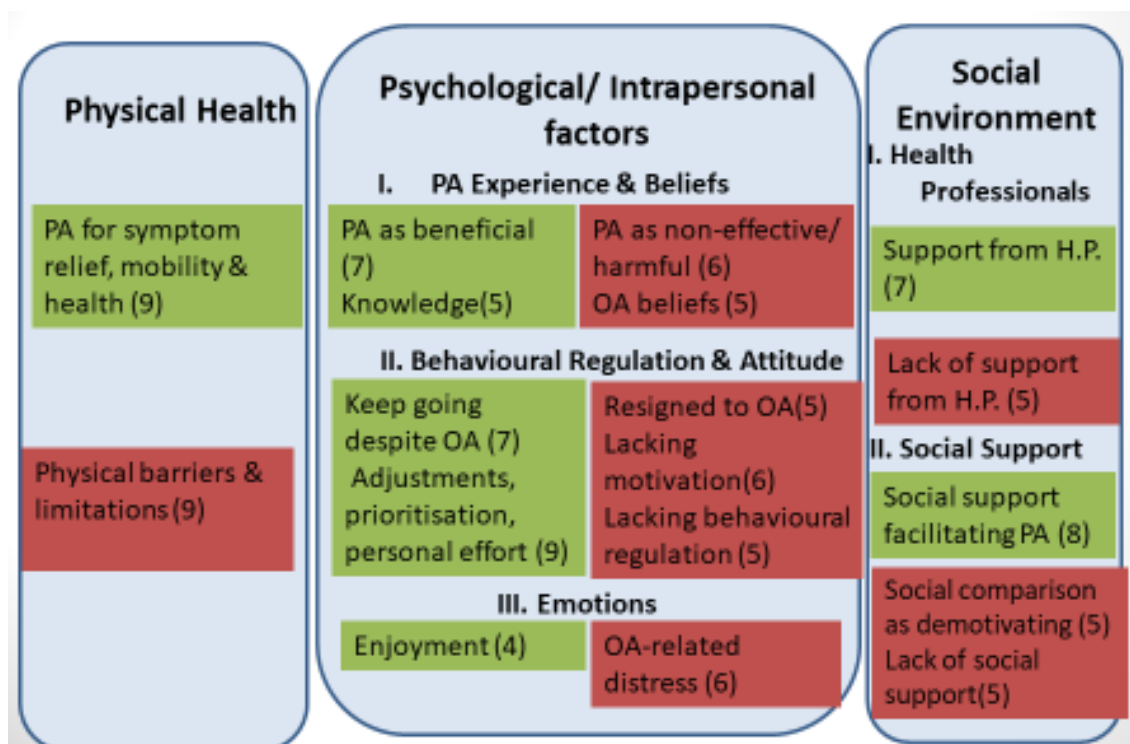 Physical Health
PA for symptom
relief, mobility &
health (9)
Physical barriers &
limitations (9)
Psychological/ Intrapersonal
factors
I. PA Experience & Beliefs
PA as beneficial
(7)
Knowledge(5)
PA as non-effective/
harmful (6)
OA beliefs (5)
II. Behavioural Regulation & Attitude
Keep going
despite OA (7)
Adjustments,
prioritisation,
personal effort (9)
Resigned to OA(5)
Lacking
motivation(6)
Lacking behavioural
regulation (5)
III. Emotions
Enjoyment (4)
OA-related
distress (6)
Social
Environment
I. Health
Professionals
Support from H.P.
(7)
Lack of support
from H.P. (5)
II. Social Support
Social support
facilitating PA (8)
Social comparison
as demotivating (5)
Lack of social
support(5)